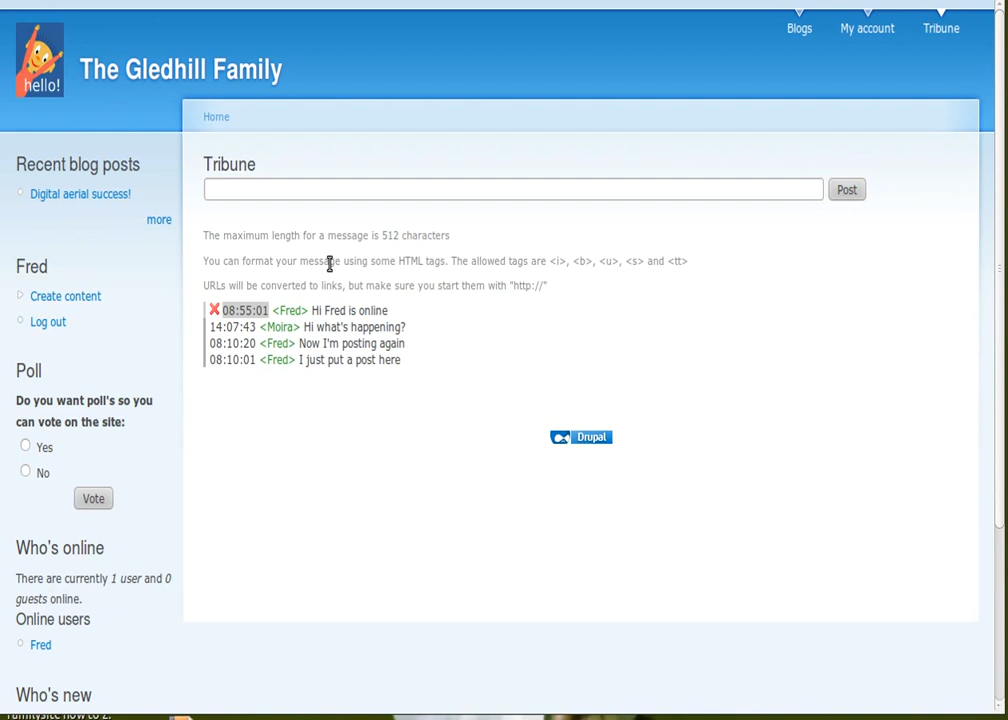 Blogs
My account
Tribune
hello!
The Gledhill Family
Home
Recent blog posts
Digital aerial success!
more
Fred
Create content
Log out
Poll
Do you want poll's so you
can vote on the site:
Yes
No
Vote
Who's online
There are currently 1 user and 0
guests online.
Online users
Fred
Who's new
Tribune
Post
The maximum length for a message is 512 characters
You can format your message using some HTML tags. The allowed tags are <i>, <b>, <u>, <s> and <tt>
URLs will be converted to links, but make sure you start them with "http://"
08:55:01 <Fred> Hi Fred is online
14:07:43 <Moira> Hi what's happening?
08:10:20 <Fred> Now I'm posting again
08:10:01 <Fred> I just put a post here
Drupal